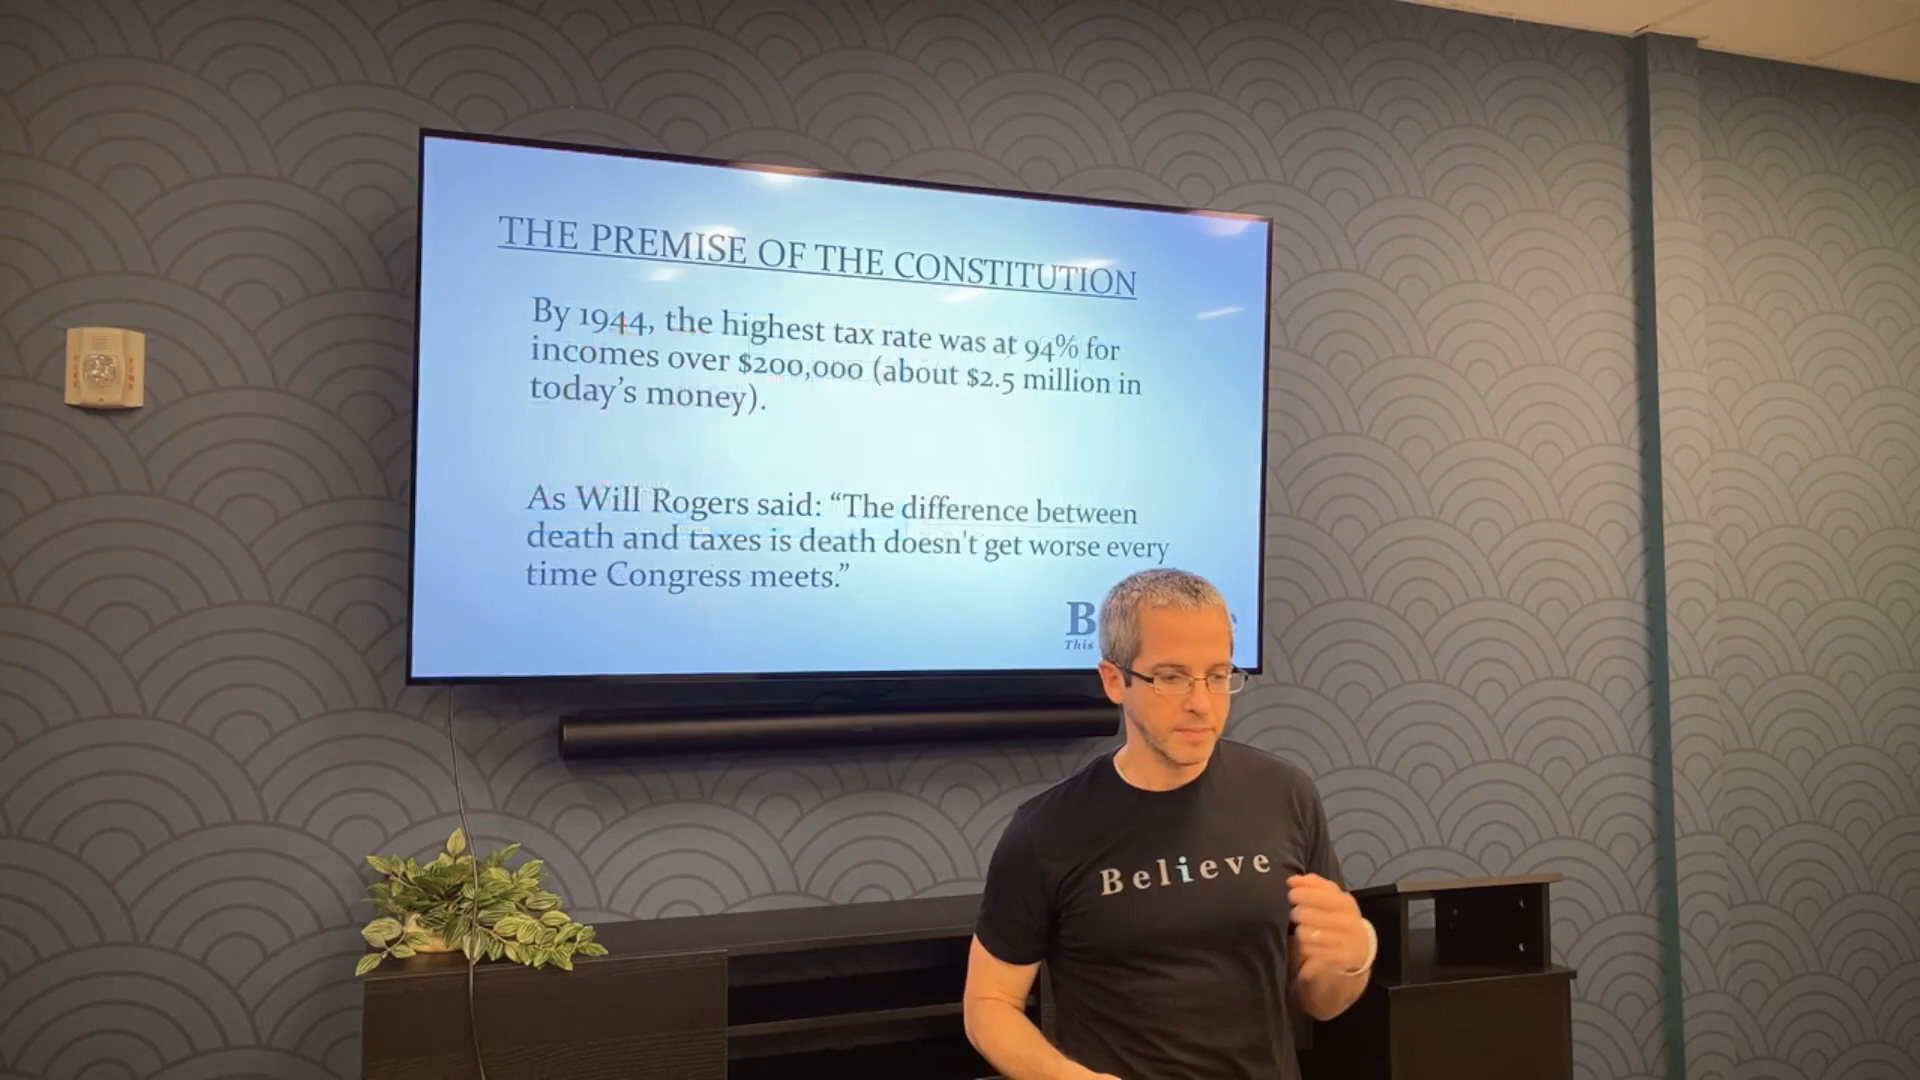 THE PREMISE OF THE CONSTITUTION
By 1944, the highest tax rate was at 94% for
incomes over $200,000 (about $2.5 million in
today's money).
As Will Rogers said: “The difference between
death and taxes is death doesn't get worse every
time Congress meets.”
B
This
Believe
FIRE
FIRE